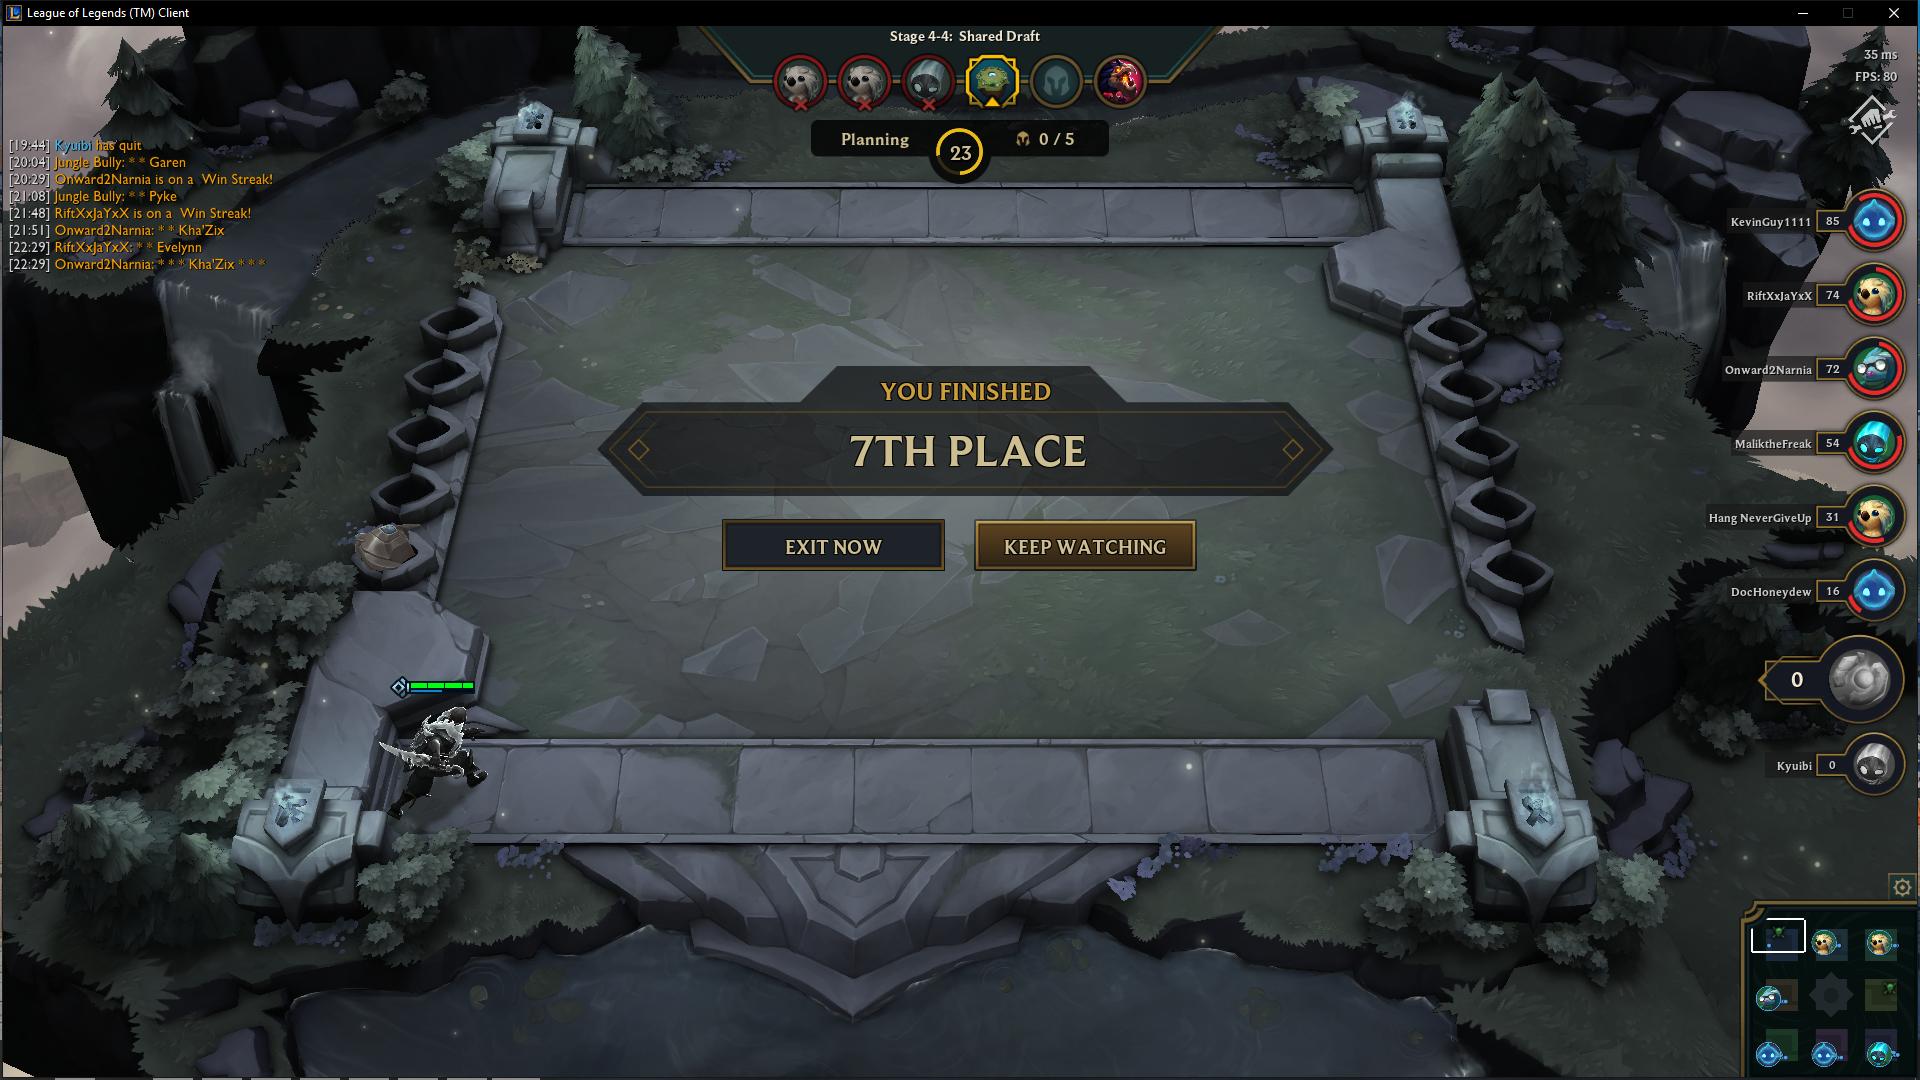 League of Legends (TM) Client
Stage 4-4: Shared Draft
35 ms
FPS: 80
Planning
23
0 / 5
[19:44] Kyuibi has quit
[20:04] Jungle Bully: * * Garen
[20:29] Onward2Narnia is on a Win Streak!
[21:08] Jungle Bully: * * Pyke
[21:48] RiftXxJaYxX is on a Win Streak!
[21:51] Onward2Narnia: * * Kha'Zix
[22:29] RiftXxJaYxX: * * Evelynn
[22:29] Onward2Narnia: * * * Kha'Zix * * *
KevinGuy1111 85
RiftXxJaYxX 74
Onward2Narnia 72
MaliktheFreak 54
Hang NeverGiveUp 31
DocHoneydew 16
0
Kyuibi 0
YOU FINISHED
7TH PLACE
EXIT NOW
KEEP WATCHING